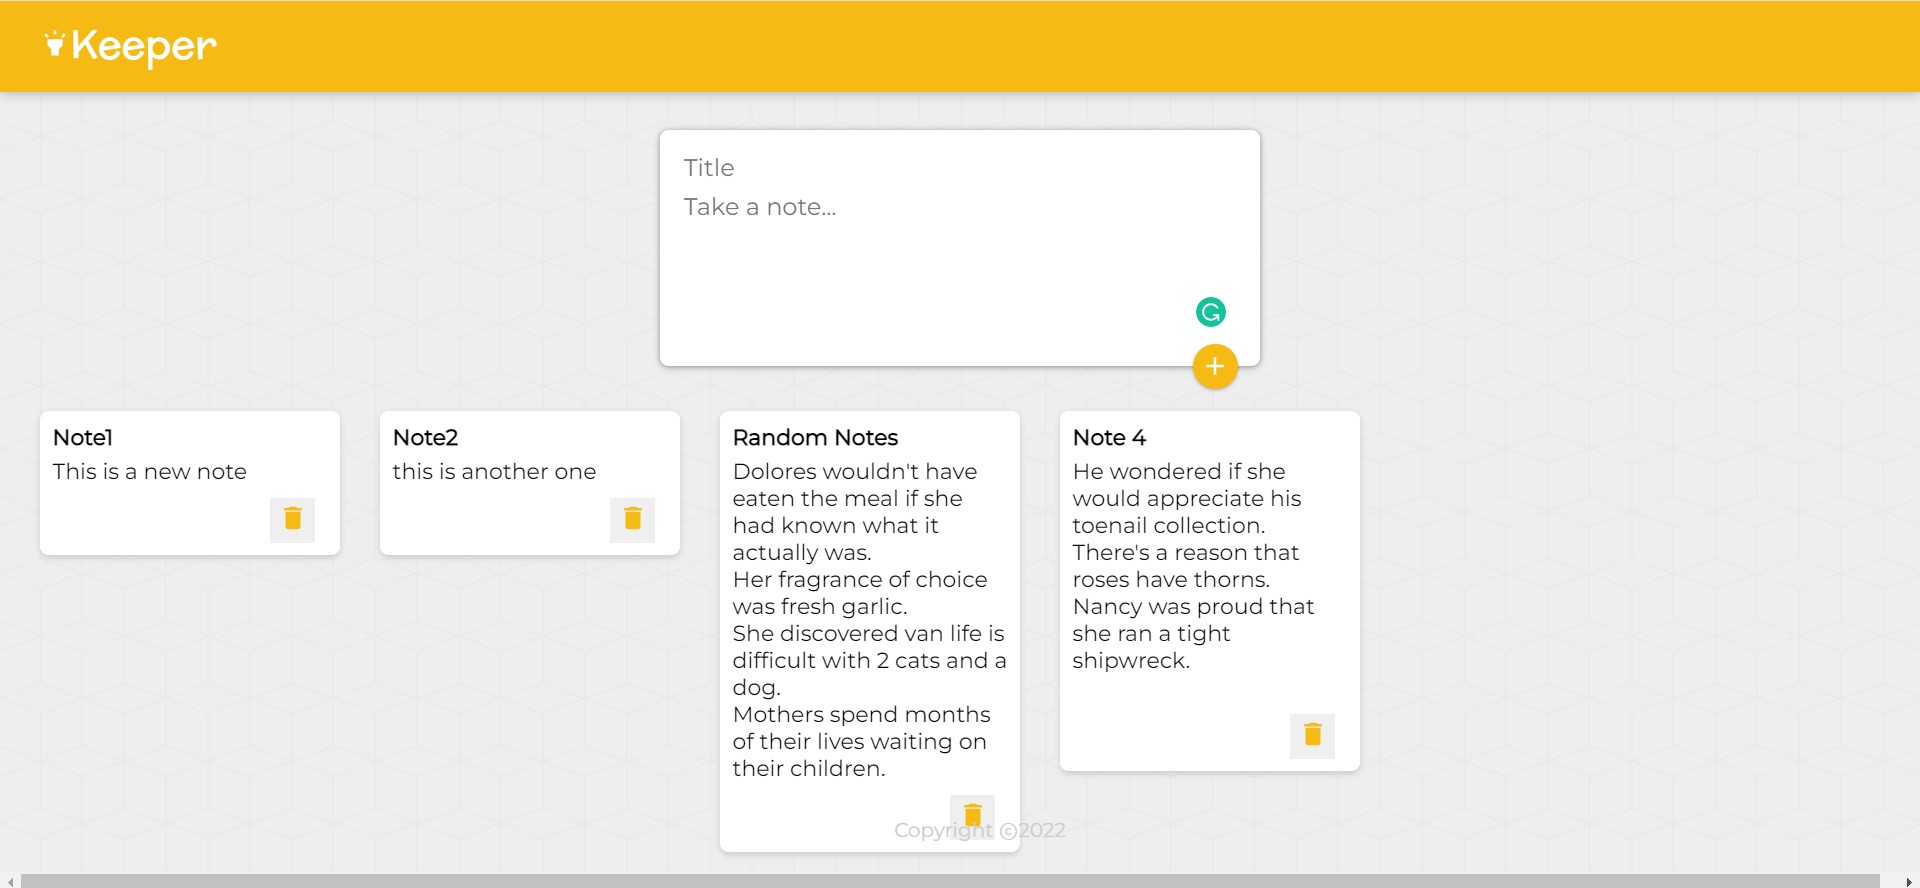 Keeper
Title
Take a note...
Note1
This is a new note
Note2
this is another one
Random Notes
Dolores wouldn't have
eaten the meal if she
had known what it
actually was.
Her fragrance of choice
was fresh garlic.
She discovered van life is
difficult with 2 cats and a
dog.
Mothers spend months
of their lives waiting on
their children.
Note 4
He wondered if she
would appreciate his
toenail collection.
There's a reason that
roses have thorns.
Nancy was proud that
she ran a tight
shipwreck.
Copyright ©2022